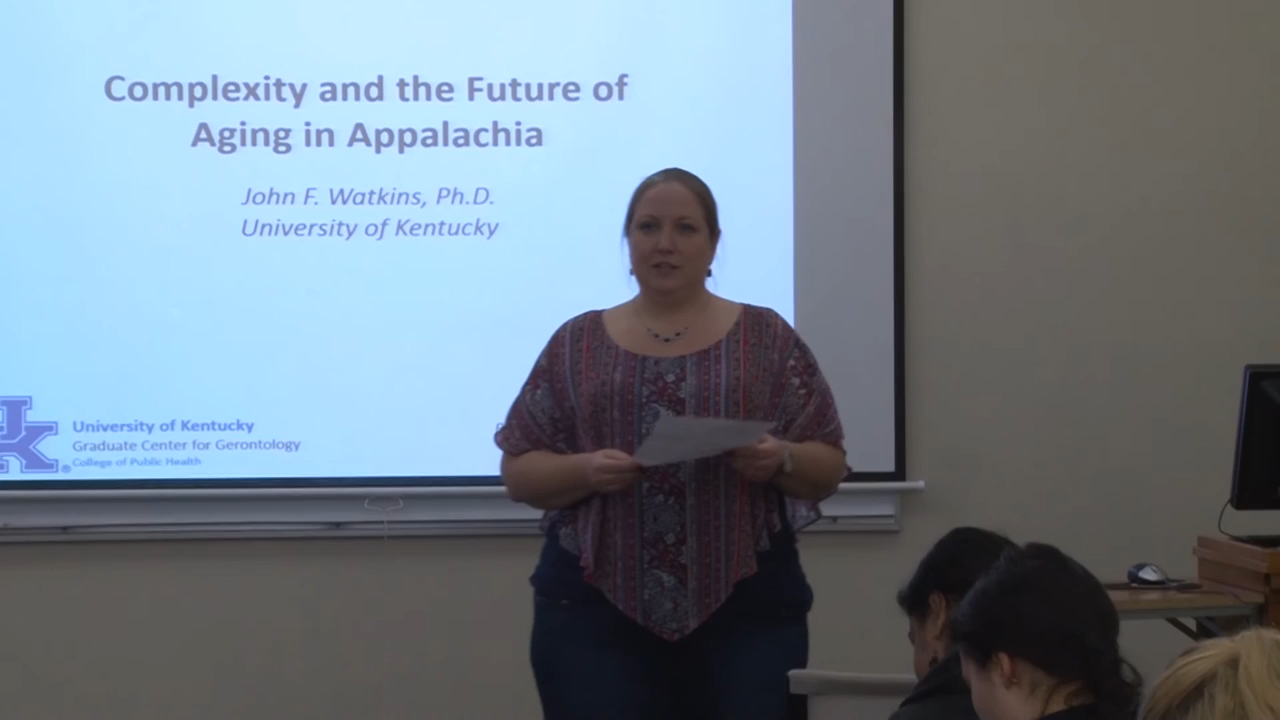 Complexity and the Future of
Aging in Appalachia
John F. Watkins, Ph.D.
University of Kentucky
UK
University of Kentucky
Graduate Center for Gerontology
College of Public Health